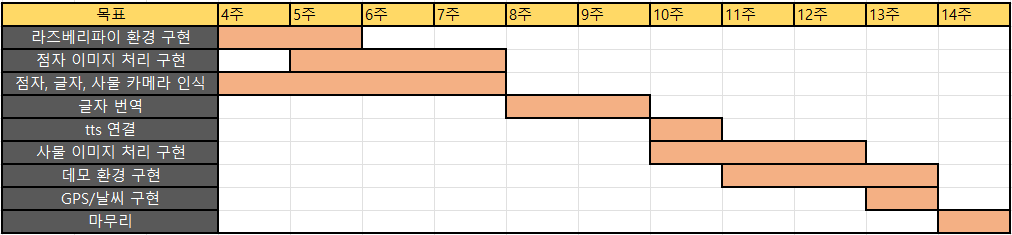 목표 4주 5주 6주 7주 8주 9주 10주 11주 12주 13주 14주
라즈베리파이 환경 구현
점자 이미지 처리 구현
점자, 글자, 사물 카메라 인식
글자 번역
tts 연결
사물 이미지 처리 구현
데모 환경 구현
GPS/날씨 구현
마무리